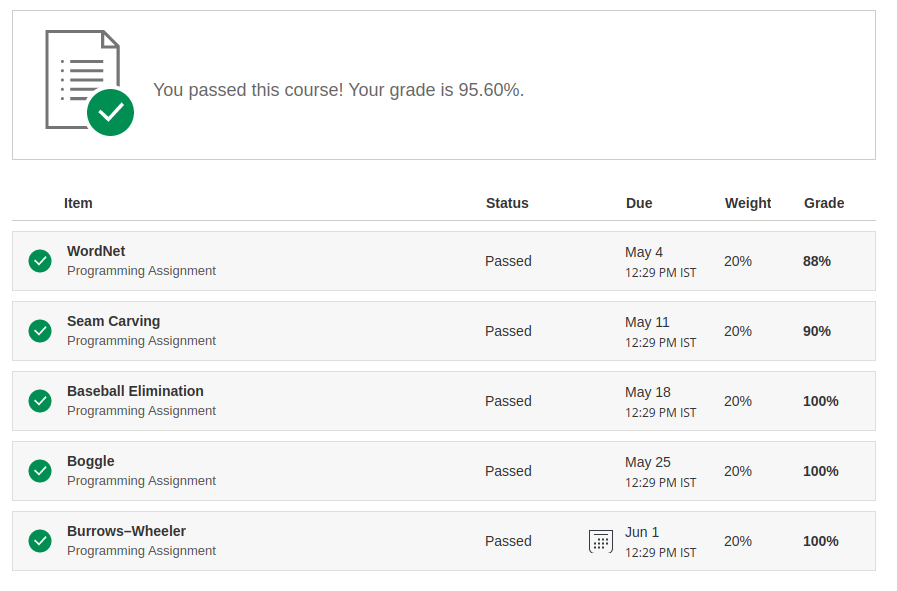 You passed this course! Your grade is 95.60%.
Item Status Due Weight Grade
WordNet
Programming Assignment
Passed
May 4
12:29 PM IST
20%
88%
Seam Carving
Programming Assignment
Passed
May 11
12:29 PM IST
20%
90%
Baseball Elimination
Programming Assignment
Passed
May 18
12:29 PM IST
20%
100%
Boggle
Programming Assignment
Passed
May 25
12:29 PM IST
20%
100%
Burrows–Wheeler
Programming Assignment
Passed
Jun 1
12:29 PM IST
20%
100%